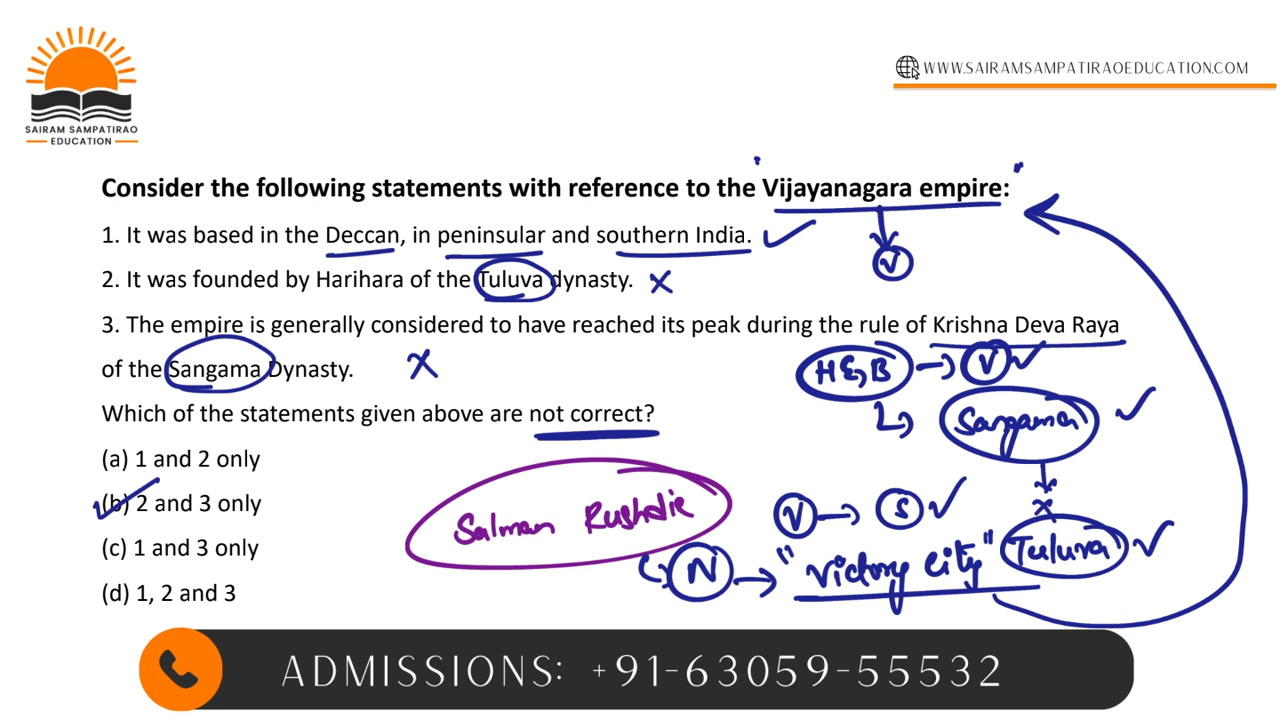 SAIRAM SAMPATIRAO
EDUCATION
WWW.SAIRAMSAMPATIRAOEDUCATION.COM
Consider the following statements with reference to the "Vijayanagara empire:"
V
1. It was based in the Deccan, in peninsular and southern India.
2. It was founded by Harihara of the Tuluva dynasty. x
3. The empire is generally considered to have reached its peak during the rule of Krishna Deva Raya
of the Sangama Dynasty. x
H & B → V
Which of the statements given above are not correct?
Sangama
(a) 1 and 2 only
(b) 2 and 3 only
x
V → S
Salman Rushdie
(c) 1 and 3 only
Tuluva
N → "Victory City"
(d) 1, 2 and 3
ADMISSIONS: +91-63059-55532